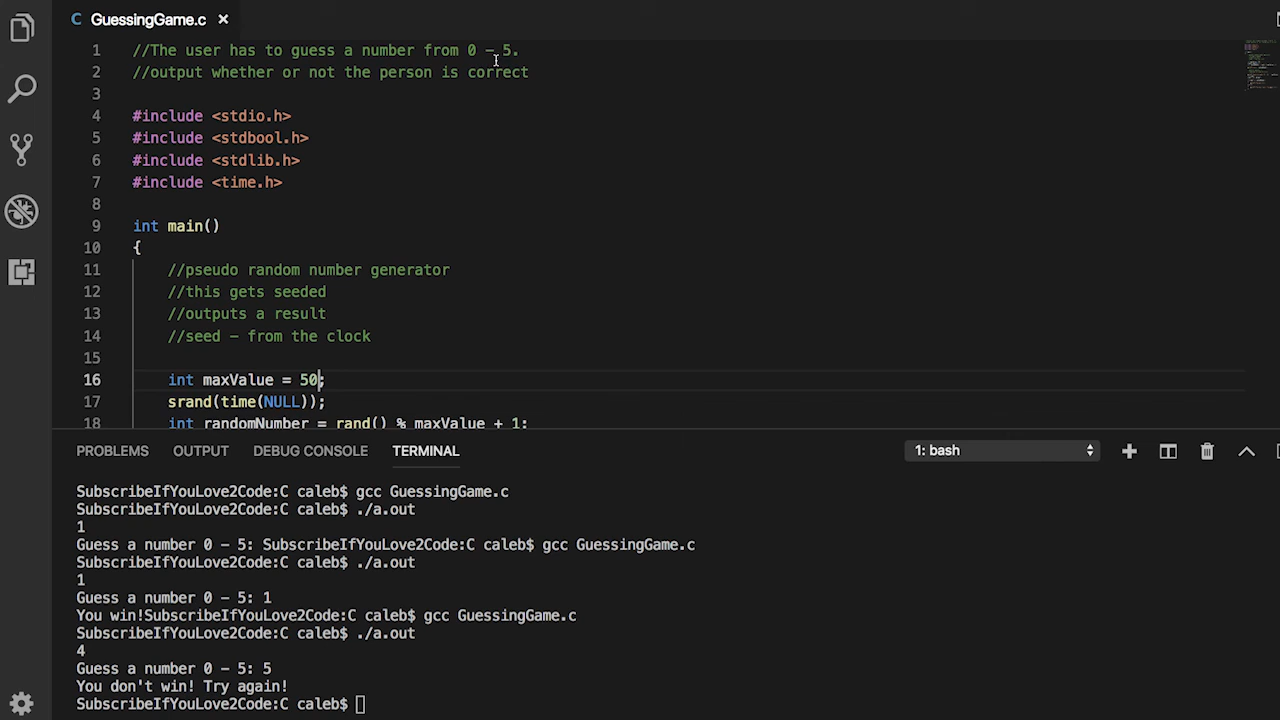 GuessingGame.c
1 //The user has to guess a number from 0 - 5.
2 //output whether or not the person is correct
3
4 #include <stdio.h>
5 #include <stdbool.h>
6 #include <stdlib.h>
7 #include <time.h>
8
9 int main()
10 {
11 //pseudo random number generator
12 //this gets seeded
13 //outputs a result
14 //seed - from the clock
15
16 int maxValue = 50;
17 srand(time(NULL));
18 int randomNumber = rand() % maxValue + 1;
PROBLEMS OUTPUT DEBUG CONSOLE TERMINAL 1: bash
SubscribeIfYouLove2Code:C caleb$ gcc GuessingGame.c
SubscribeIfYouLove2Code:C caleb$ ./a.out
1
Guess a number 0 - 5: SubscribeIfYouLove2Code:C caleb$ gcc GuessingGame.c
SubscribeIfYouLove2Code:C caleb$ ./a.out
1
Guess a number 0 - 5: 1
You win!SubscribeIfYouLove2Code:C caleb$ gcc GuessingGame.c
SubscribeIfYouLove2Code:C caleb$ ./a.out
4
Guess a number 0 - 5: 5
You don't win! Try again!
SubscribeIfYouLove2Code:C caleb$